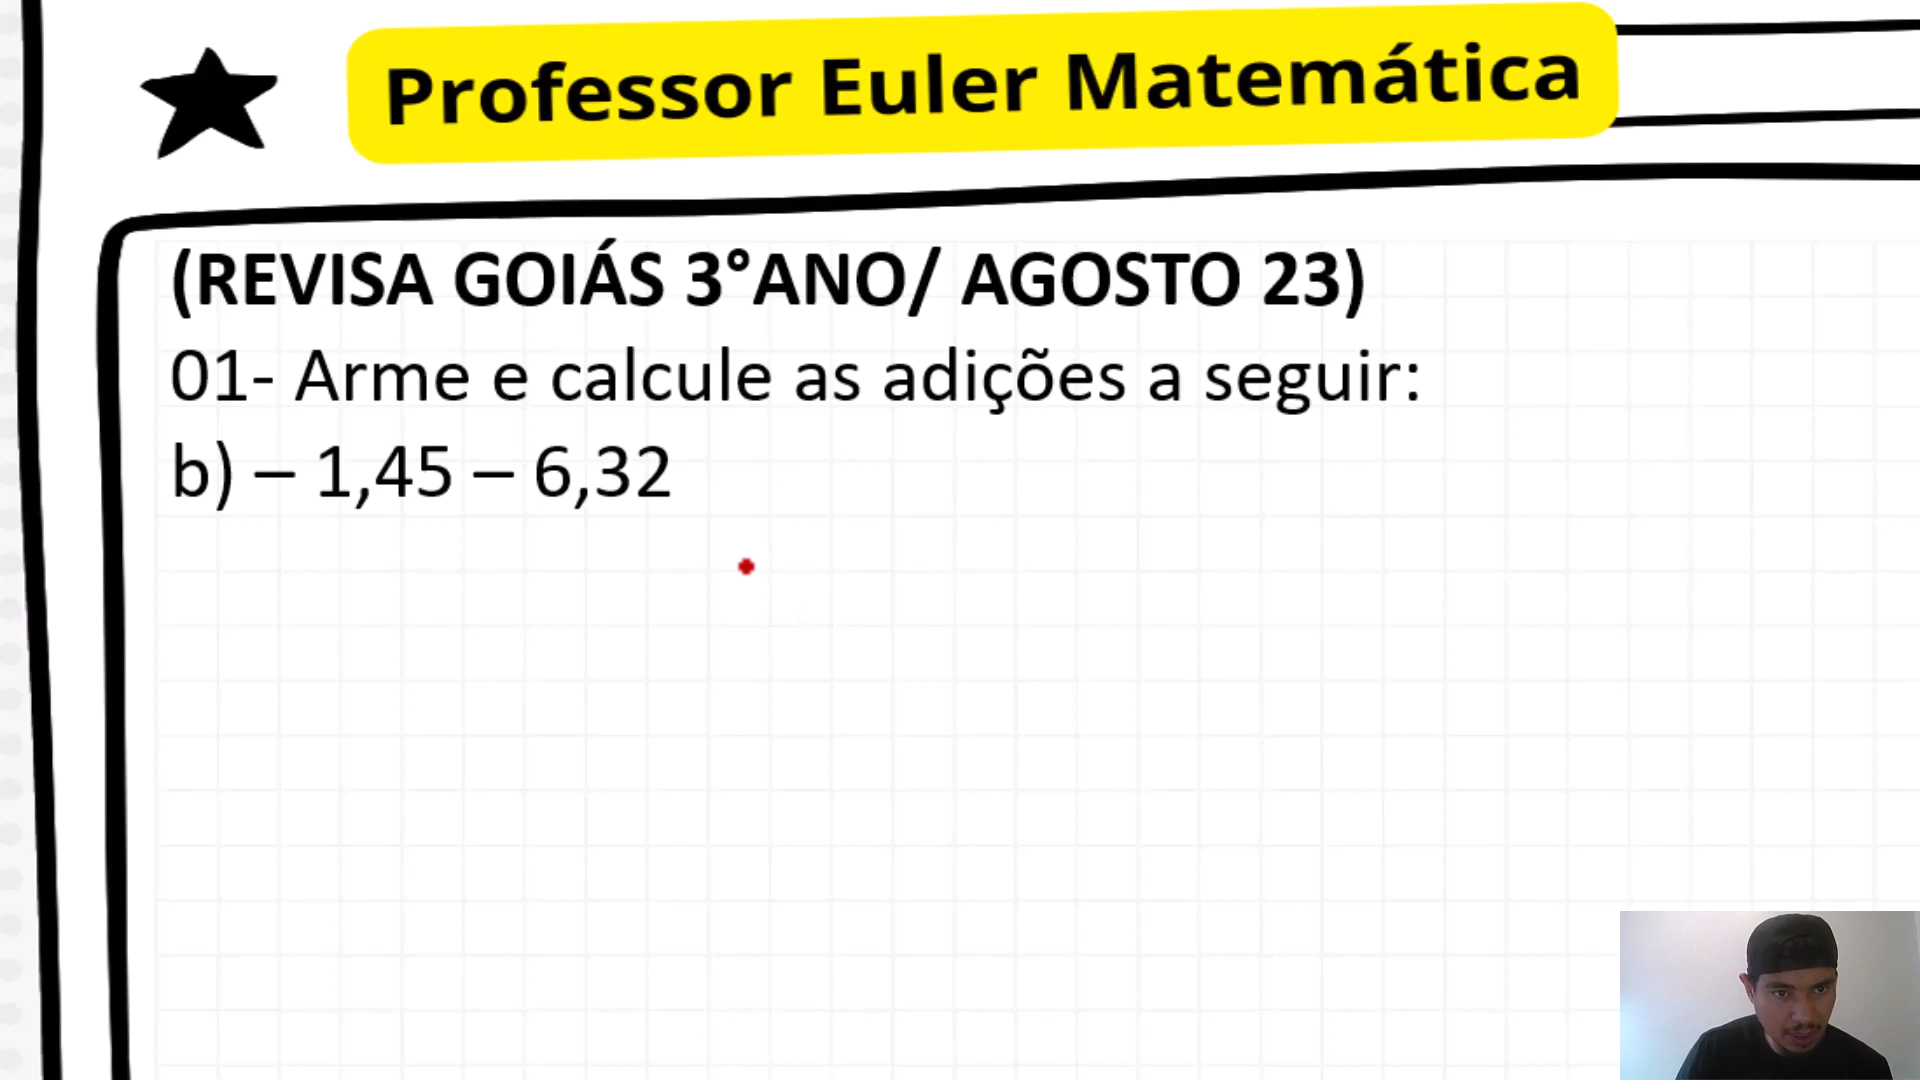 Professor Euler Matemática
(REVISA GOIÁS 3°ANO/ AGOSTO 23)
01- Arme e calcule as adições a seguir:
b) – 1,45 – 6,32